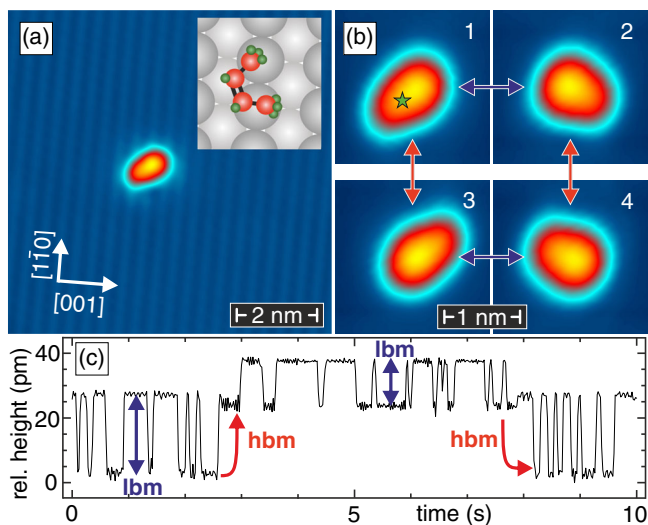 (a)
[11̄0]
[001]
2 nm
(b)
1
2
3
4
1 nm
(c)
rel. height (pm)
40
20
0
lbm
hbm
lbm
hbm
0
5
time (s)
10